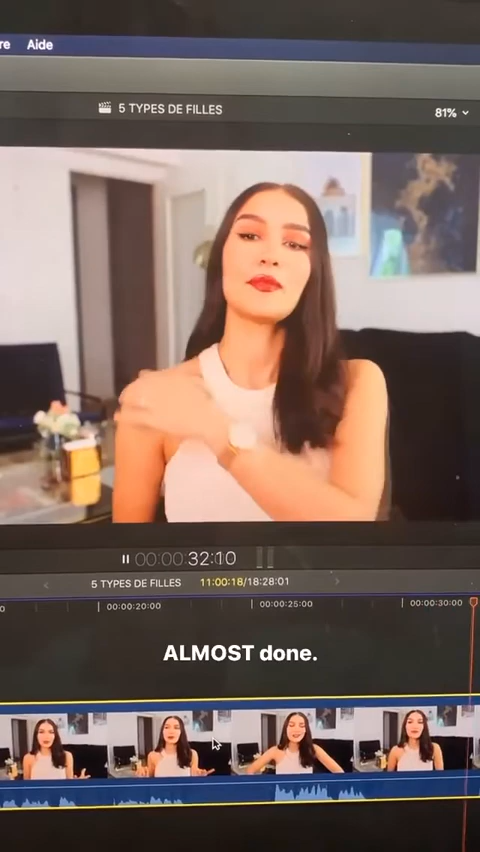 re Aide
5 TYPES DE FILLES
81%
00:00:32:10
5 TYPES DE FILLES 11:00:18/18:28:01
00:00:20:00 00:00:25:00 00:00:30:00
ALMOST done.